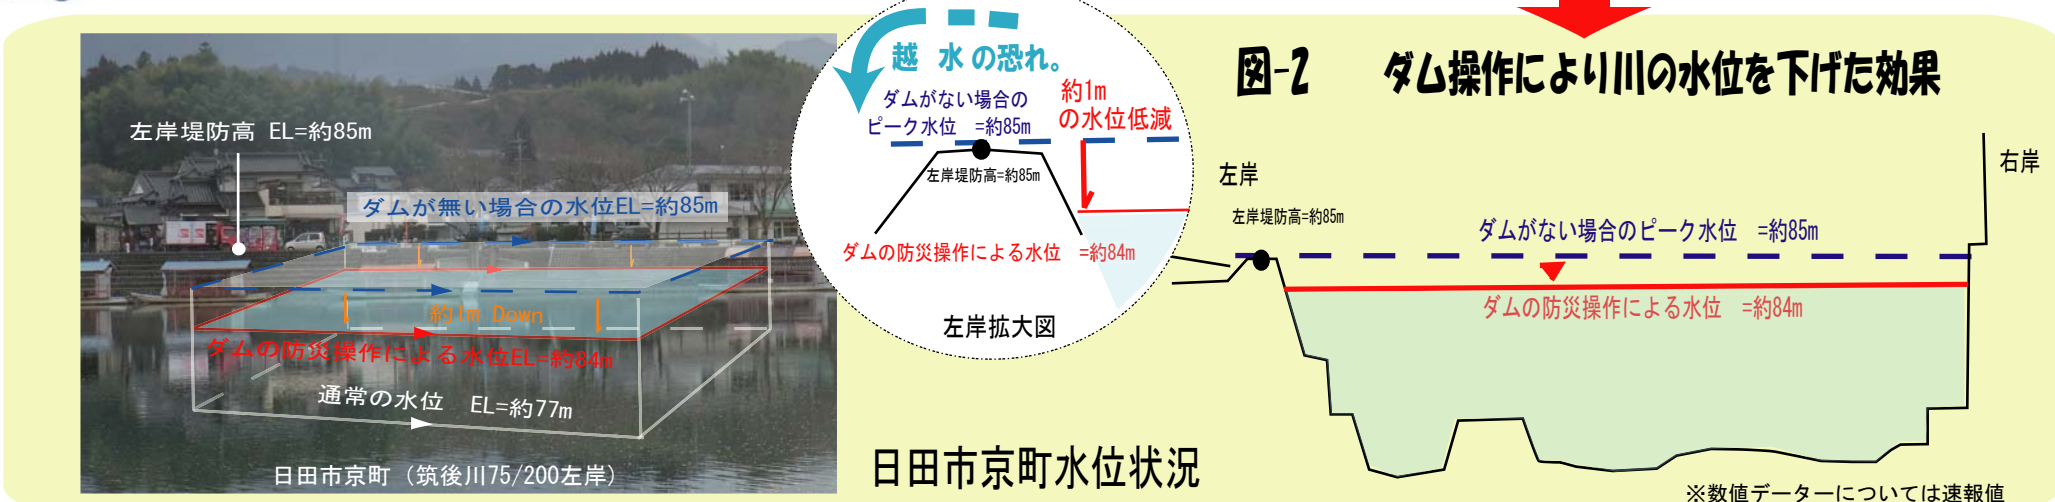 図-2 ダム操作により川の水位を下げた効果
左岸堤防高 EL=約85m
ダムが無い場合の水位EL=約85m
約1m Down
ダムの防災操作による水位EL=約84m
通常の水位 EL=約77m
日田市京町（筑後川75/200左岸）
越 水の恐れ。
ダムがない場合の
ピーク水位 =約85m
約1m
の水位低減
左岸堤防高=約85m
ダムの防災操作による水位 =約84m
左岸拡大図
日田市京町水位状況
左岸
右岸
左岸堤防高=約85m
ダムがない場合のピーク水位 =約85m
ダムの防災操作による水位 =約84m
※数値データーについては速報値